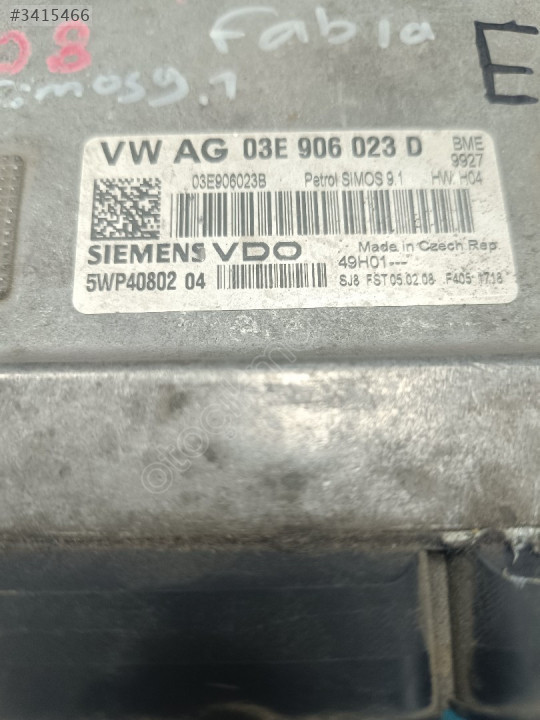 #3415466
08 Fabia
Simos9.1 E
VW AG 03E 906 023 D BME
9927
03E906023B Petrol SIMOS 9.1 HW: H04
SIEMENS VDO Made in Czech Rep.
49H01---
5WP40802 04 SJ8 FST 05.02.08 F405 1718